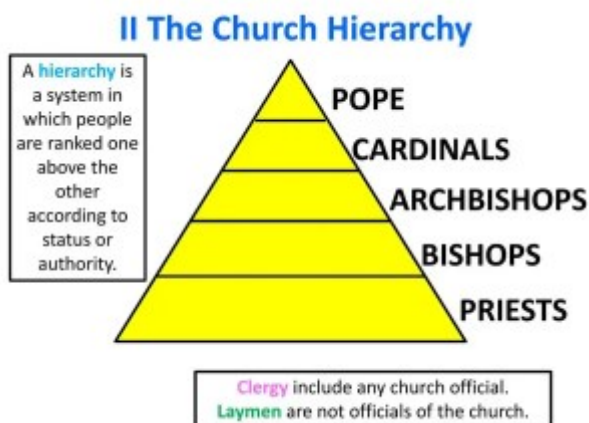 II The Church Hierarchy
A hierarchy is
a system in
which people
are ranked one
above the
other
according to
status or
authority.
POPE
CARDINALS
ARCHBISHOPS
BISHOPS
PRIESTS
Clergy include any church official.
Laymen are not officials of the church.